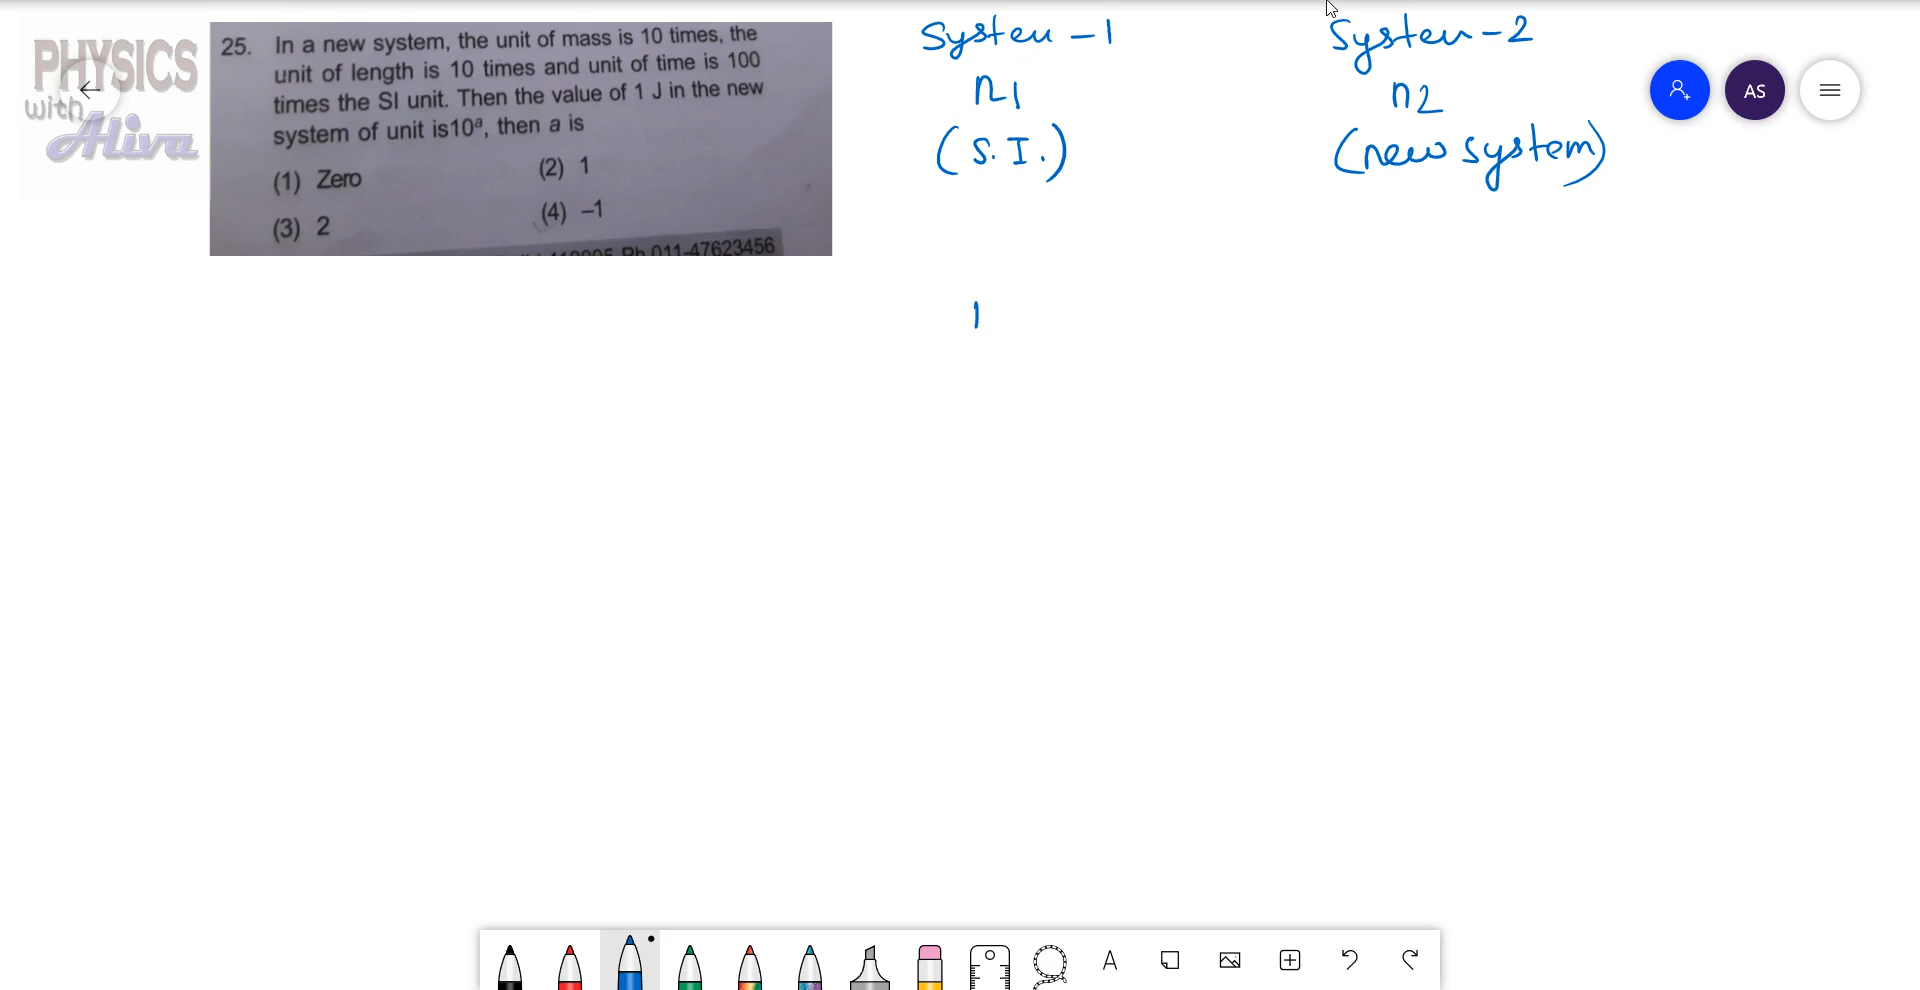 PHYSICS
with
Aliva
25. In a new system, the unit of mass is 10 times, the
unit of length is 10 times and unit of time is 100
times the SI unit. Then the value of 1 J in the new
system of unit is10ᵃ, then a is
(1) Zero
(2) 1
(3) 2
(4) –1
Ph.011-47623456
System - 1
n1
(S.I.)
1
System - 2
n2
(new system)
AS
A